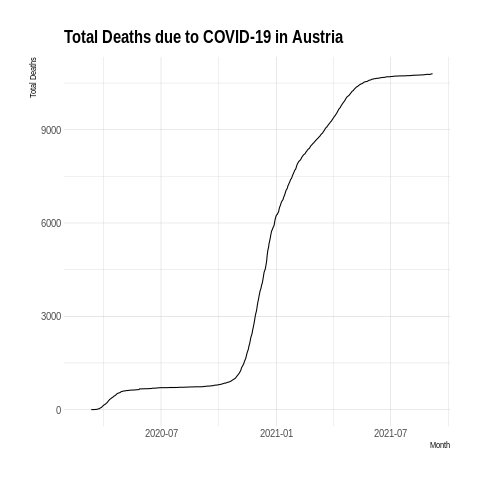 Total Deaths due to COVID-19 in Austria
Total Deaths
9000
6000
3000
0
2020-07 2021-01 2021-07
Month